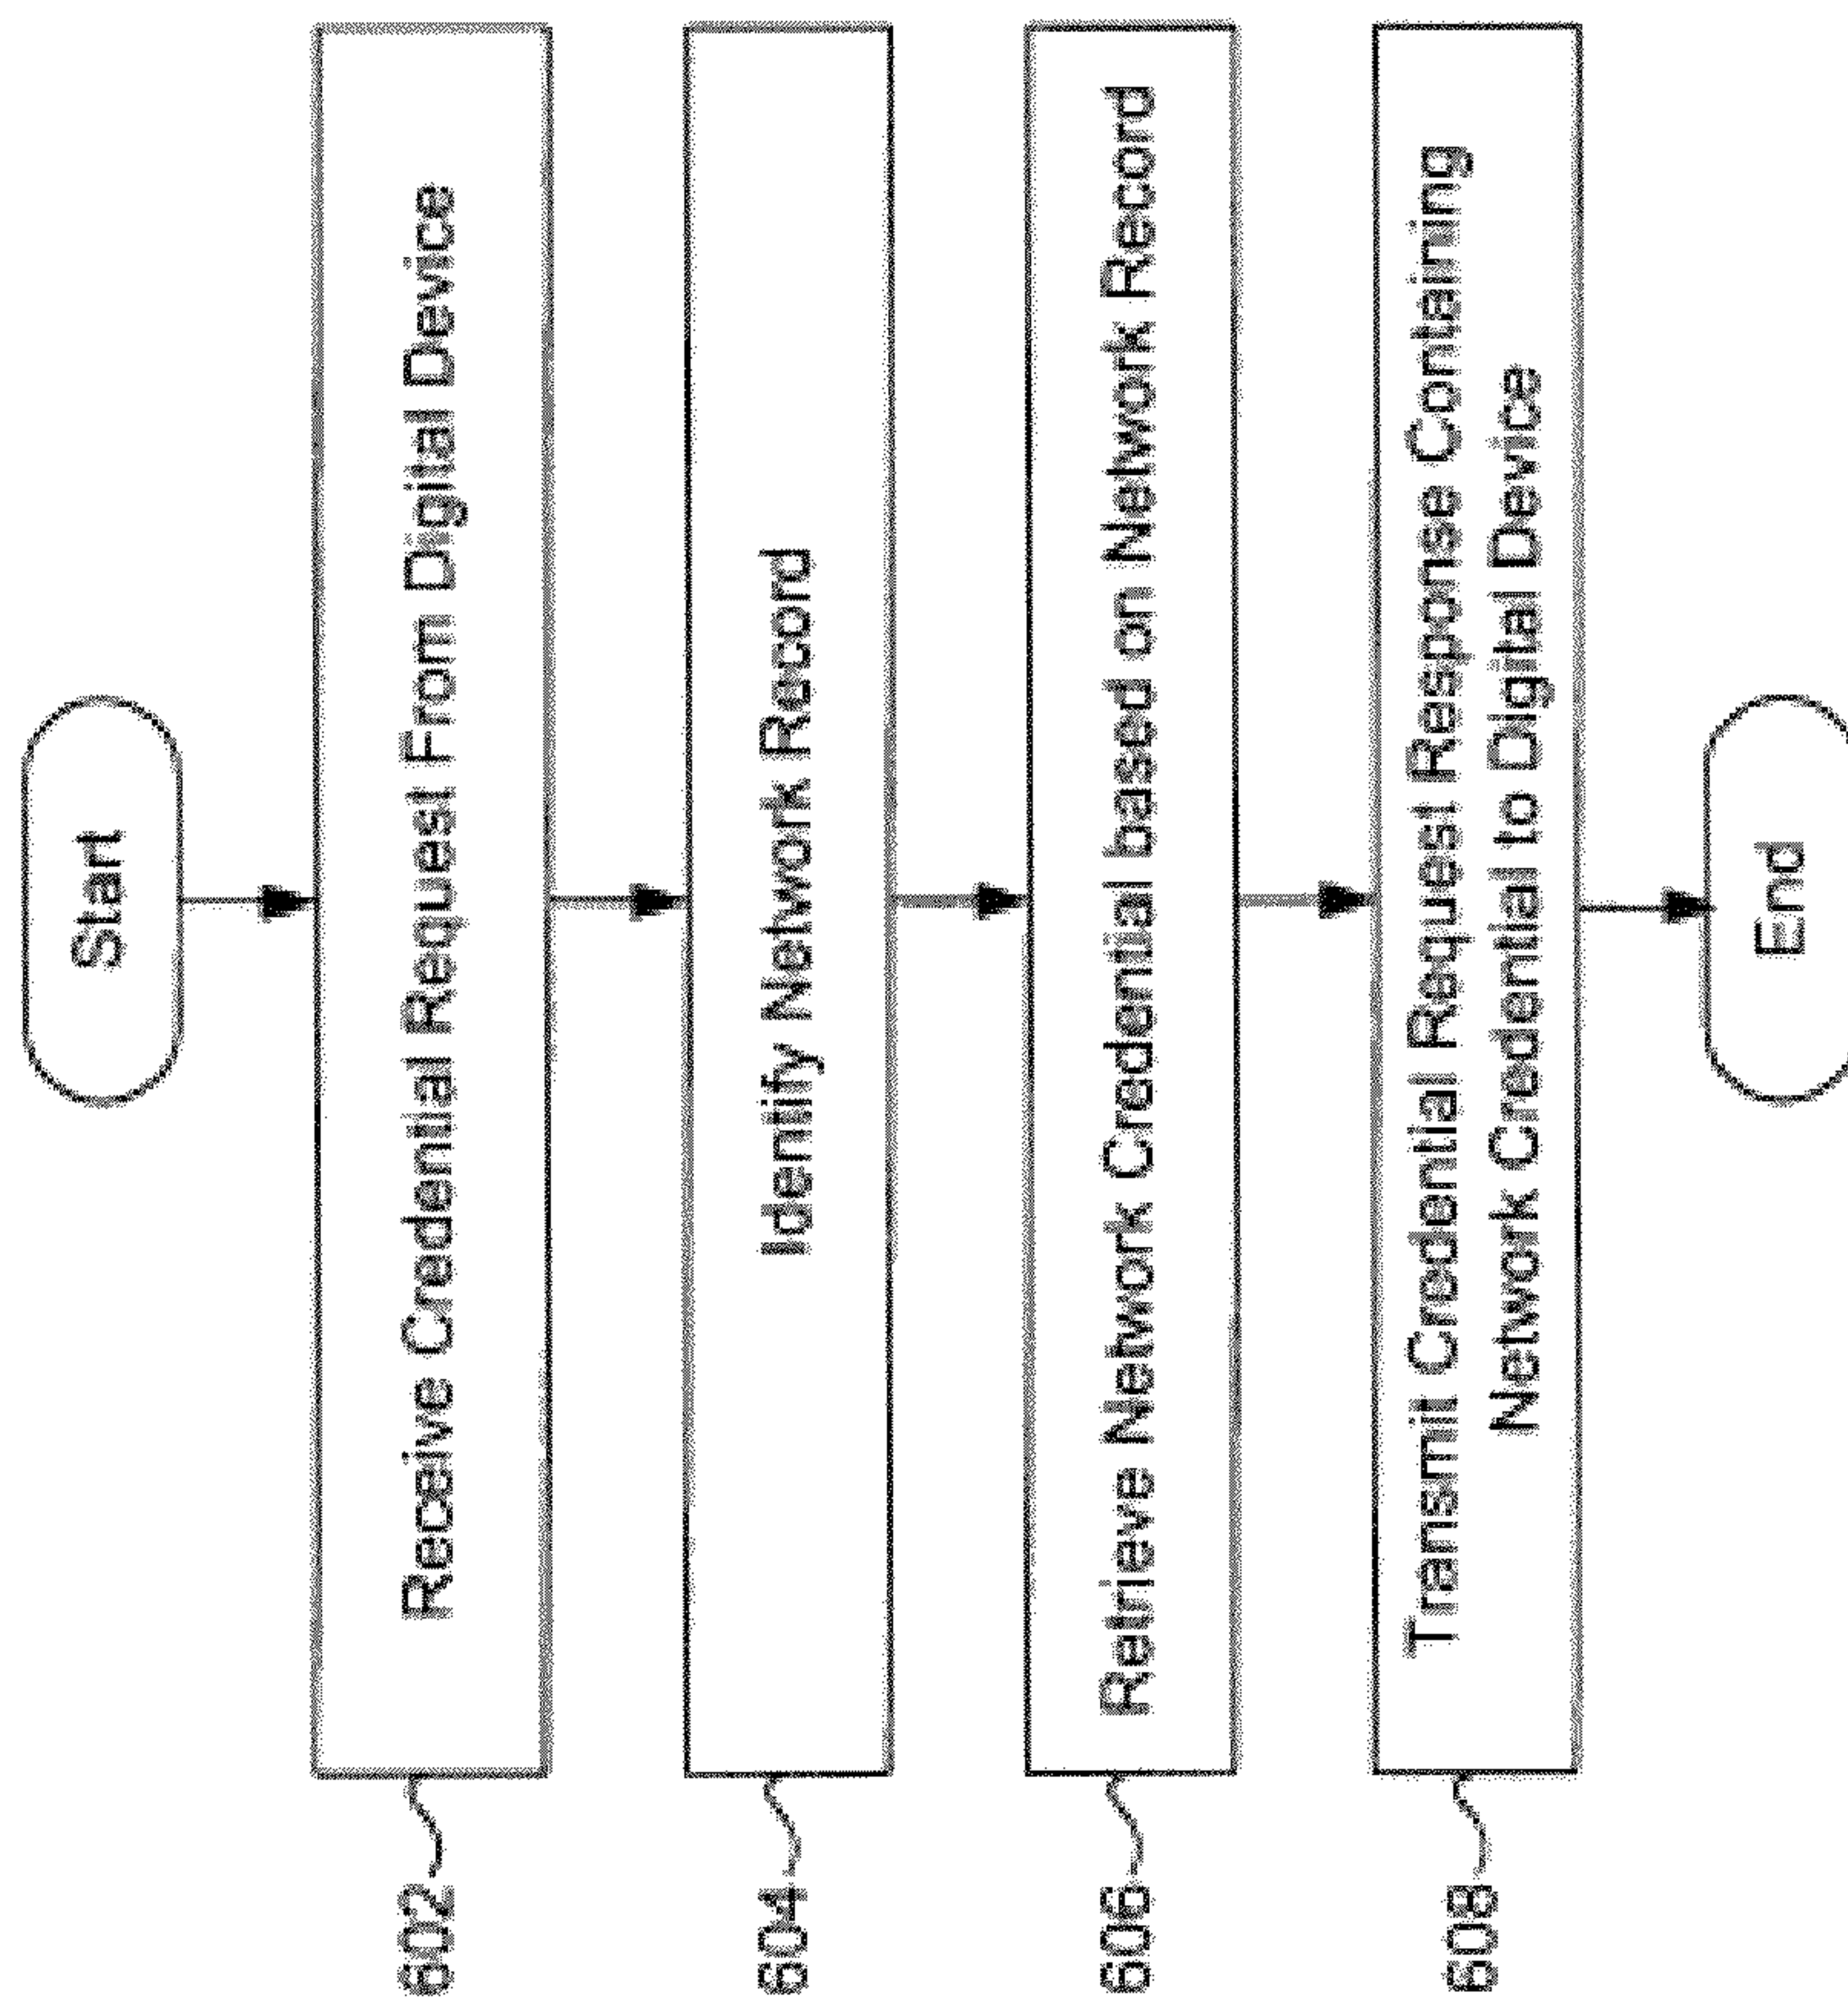 Start
602
Receive Credential Request From Digital Device
604
Identify Network Record
606
Retrieve Network Credential based on Network Record
608
Transmit Credential Request Response Containing
Network Credential to Digital Device
End